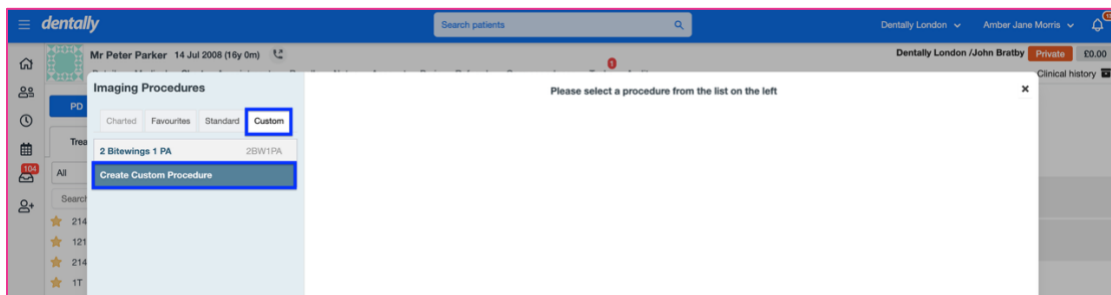 dentally
Search patients
Dentally London
Amber Jane Morris
Mr Peter Parker 14 Jul 2008 (16y 0m)
Dentally London /John Bratby Private £0.00
1
Clinical history
Imaging Procedures
Please select a procedure from the list on the left
PD
Charted Favourites Standard Custom
2 Bitewings 1 PA 2BW1PA
104
All
Create Custom Procedure
214
121
214
1T